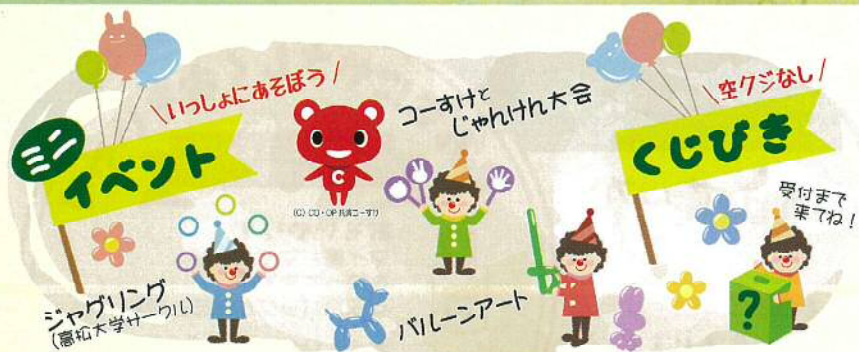 \いっしょにあそぼう/
ミニ
イベント
コーすけと
じゃんけん大会
C
(C) CO・OP共済コーすけ
ジャグリング
(高松大学サークル)
バルーンアート
\空クジなし/
くじびき
受付まで
来てね!
?